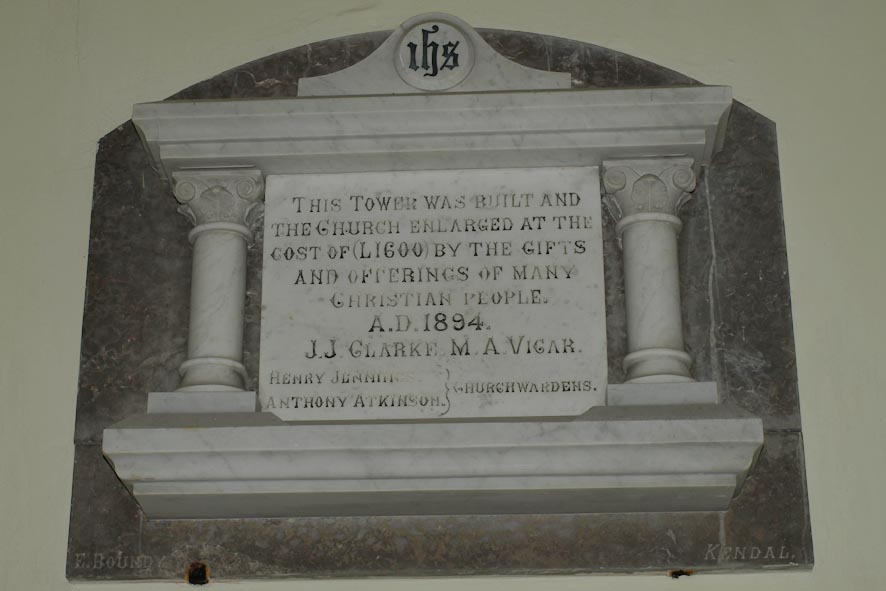 ihs
THIS TOWER WAS BUILT AND
THE CHURCH ENLARGED AT THE
COST OF (L1600) BY THE GIFTS
AND OFFERINGS OF MANY
CHRISTIAN PEOPLE.
A.D. 1894.
J.J. CLARKE M.A. VICAR.
HENRY JENNINGS
ANTHONY ATKINSON. } CHURCHWARDENS.
E. BOUNDY
KENDAL.